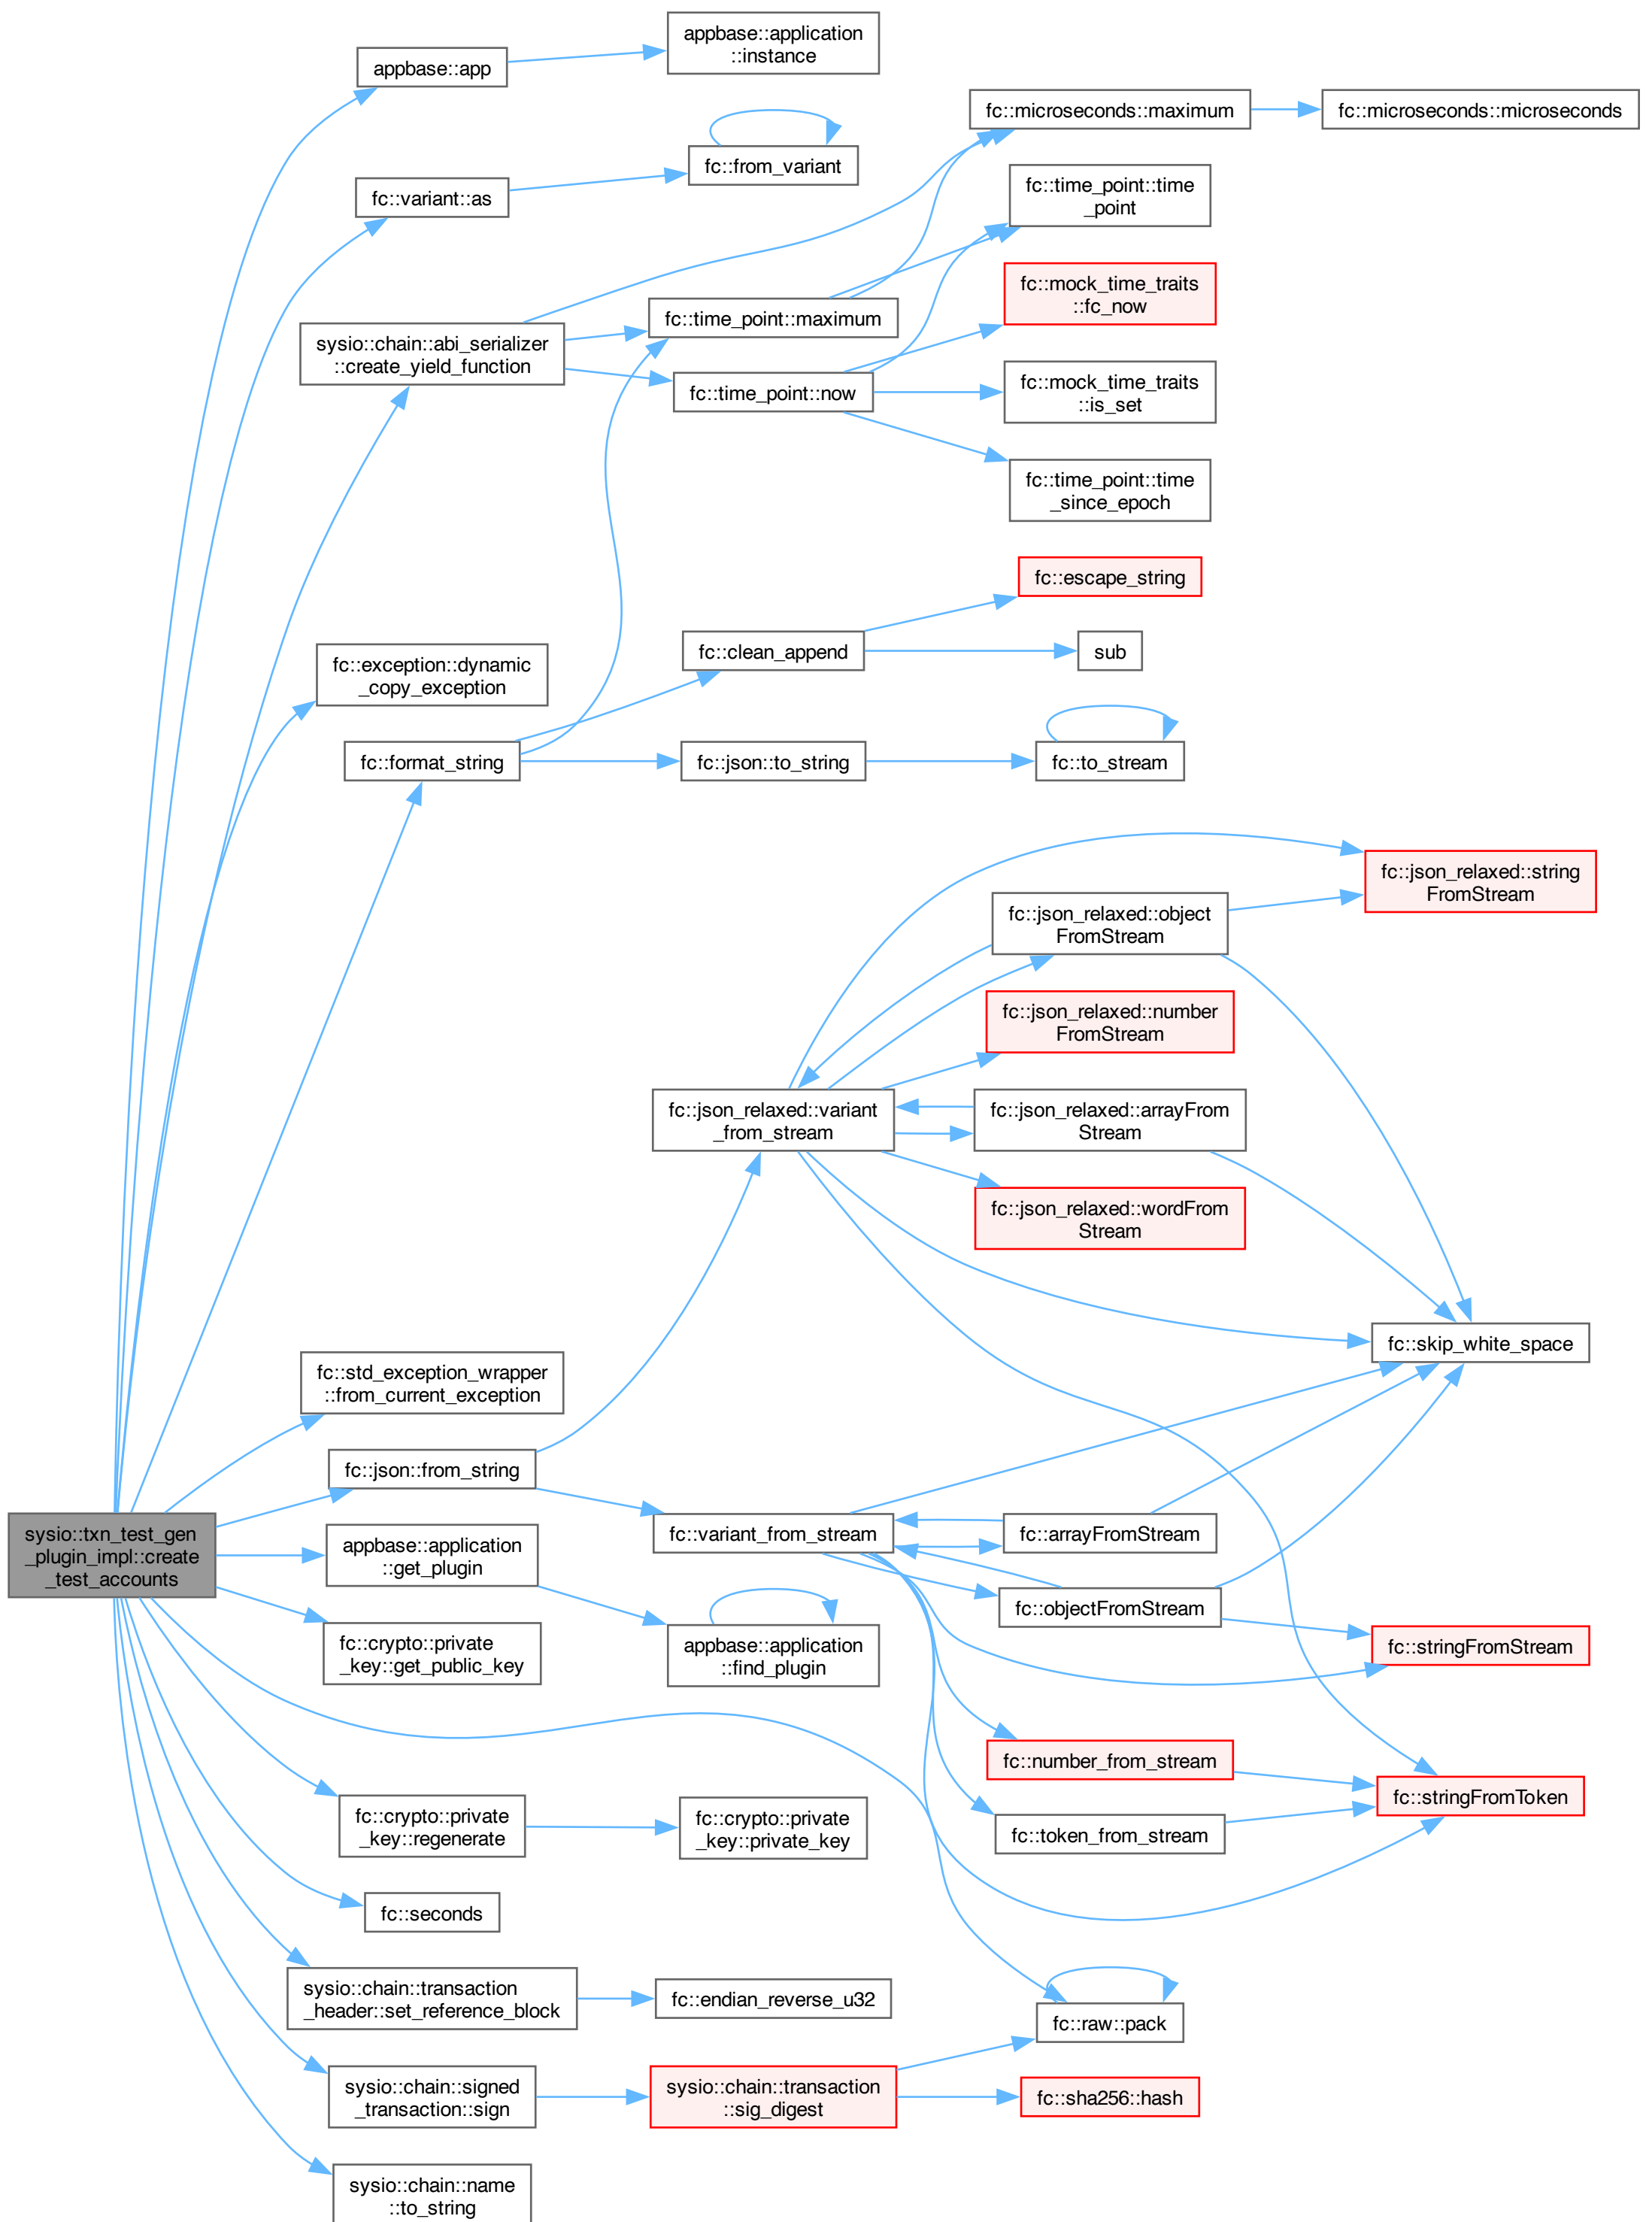 appbase::application
::instance
appbase::app
fc::microseconds::maximum
fc::microseconds::microseconds
fc::from_variant
fc::variant::as
fc::time_point::time
_point
fc::mock_time_traits
::fc_now
fc::time_point::maximum
sysio::chain::abi_serializer
::create_yield_function
fc::time_point::now
fc::mock_time_traits
::is_set
fc::time_point::time
_since_epoch
fc::escape_string
fc::clean_append
sub
fc::exception::dynamic
_copy_exception
fc::format_string
fc::json::to_string
fc::to_stream
fc::json_relaxed::string
FromStream
fc::json_relaxed::object
FromStream
fc::json_relaxed::number
FromStream
fc::json_relaxed::variant
_from_stream
fc::json_relaxed::arrayFrom
Stream
fc::json_relaxed::wordFrom
Stream
fc::skip_white_space
fc::std_exception_wrapper
::from_current_exception
fc::json::from_string
fc::variant_from_stream
fc::arrayFromStream
sysio::txn_test_gen
_plugin_impl::create
_test_accounts
appbase::application
::get_plugin
fc::objectFromStream
fc::crypto::private
_key::get_public_key
appbase::application
::find_plugin
fc::stringFromStream
fc::number_from_stream
fc::stringFromToken
fc::crypto::private
_key::regenerate
fc::crypto::private
_key::private_key
fc::token_from_stream
fc::seconds
sysio::chain::transaction
_header::set_reference_block
fc::endian_reverse_u32
fc::raw::pack
sysio::chain::signed
_transaction::sign
sysio::chain::transaction
::sig_digest
fc::sha256::hash
sysio::chain::name
::to_string